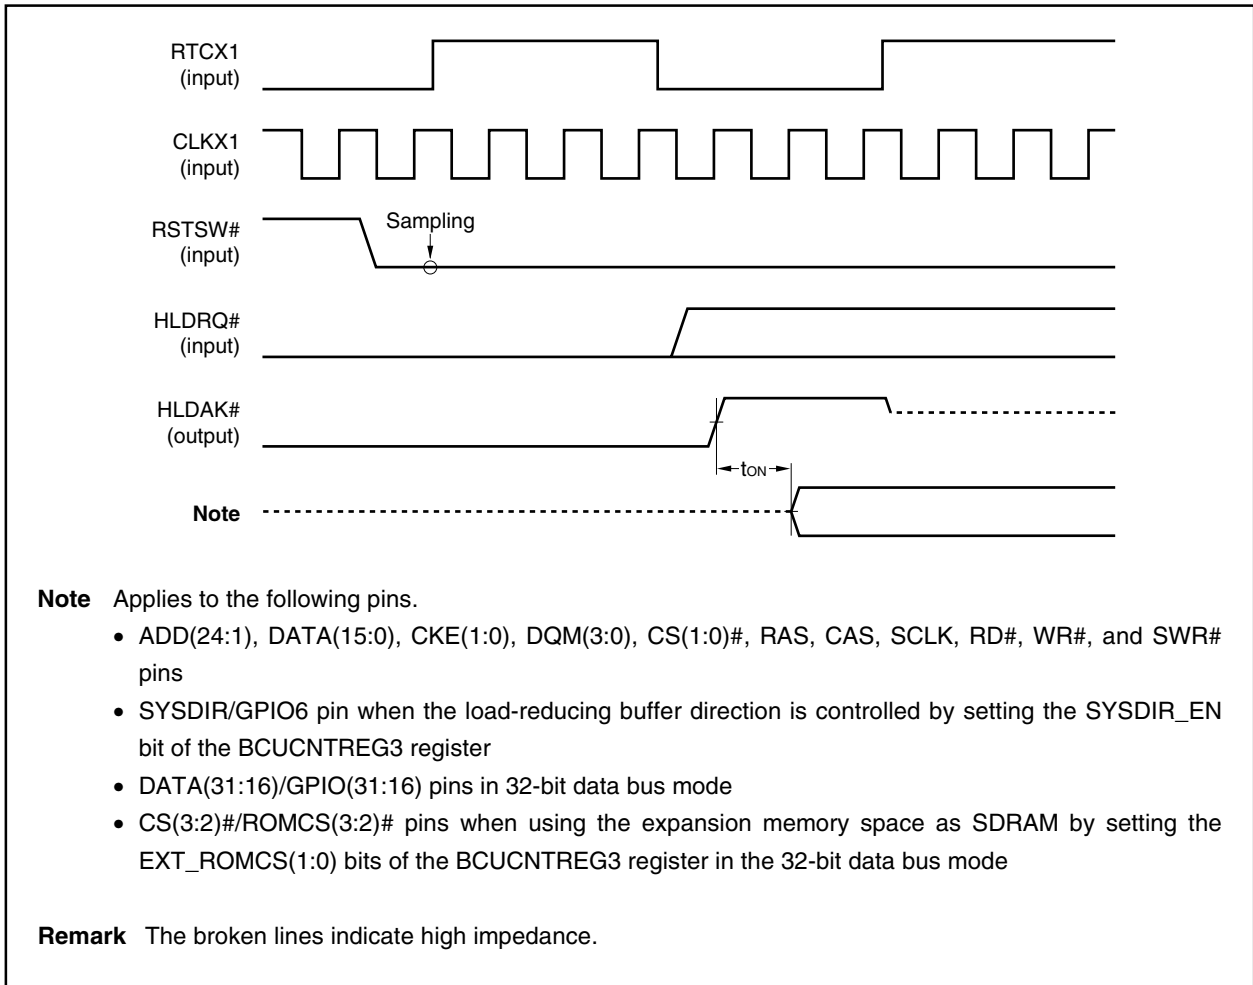 RTCX1
(input)
CLKX1
(input)
RSTSW#
(input)
Sampling
HLDRQ#
(input)
HLDAK#
(output)
tON
Note
Note Applies to the following pins.
• ADD(24:1), DATA(15:0), CKE(1:0), DQM(3:0), CS(1:0)#, RAS, CAS, SCLK, RD#, WR#, and SWR#
pins
• SYSDIR/GPIO6 pin when the load-reducing buffer direction is controlled by setting the SYSDIR_EN
bit of the BCUCNTREG3 register
• DATA(31:16)/GPIO(31:16) pins in 32-bit data bus mode
• CS(3:2)#/ROMCS(3:2)# pins when using the expansion memory space as SDRAM by setting the
EXT_ROMCS(1:0) bits of the BCUCNTREG3 register in the 32-bit data bus mode
Remark The broken lines indicate high impedance.